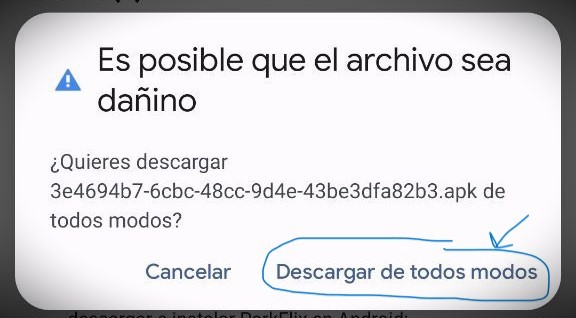 Es posible que el archivo sea
dañino
¿Quieres descargar
3e4694b7-6cbc-48cc-9d4e-43be3dfa82b3.apk de
todos modos?
Cancelar
Descargar de todos modos